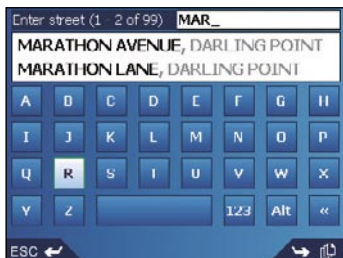 Enter street (1 - 2 of 99) MAR_
MARATHON AVENUE, DARLING POINT
MARATHON LANE, DARLING POINT
A B C D E F G H
I J K L M N O P
Q R S T U V W X
Y Z 123 Alt «
ESC